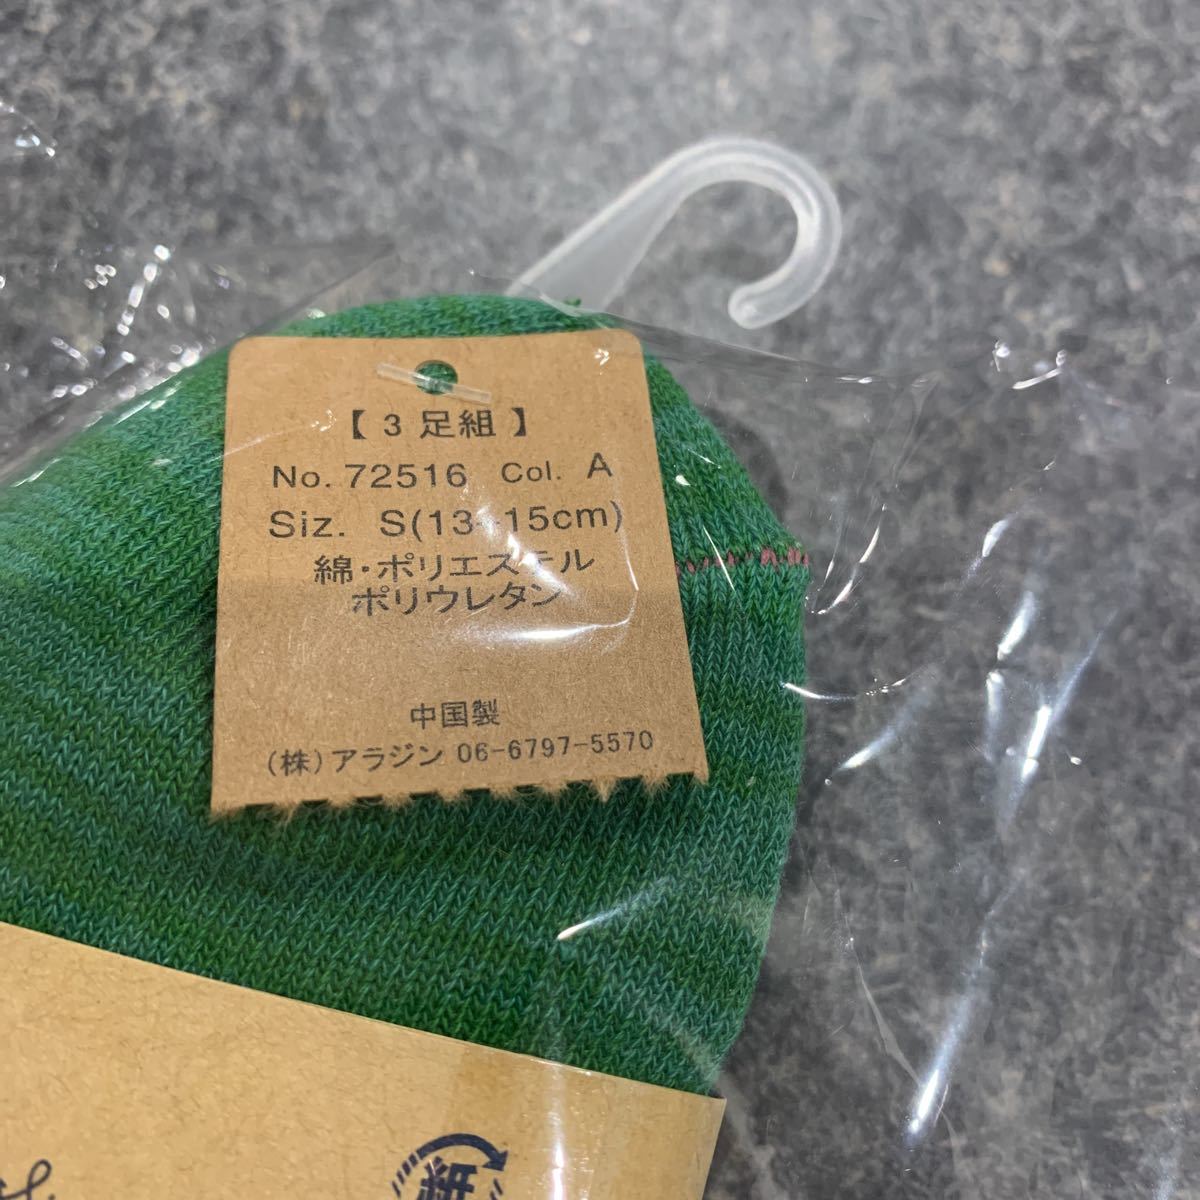 【 3 足組 】
No. 72516 Col. A
Siz. S(13~15cm)
綿・ポリエステル
ポリウレタン
中国製
(株)アラジン 06-6797-5570
紙